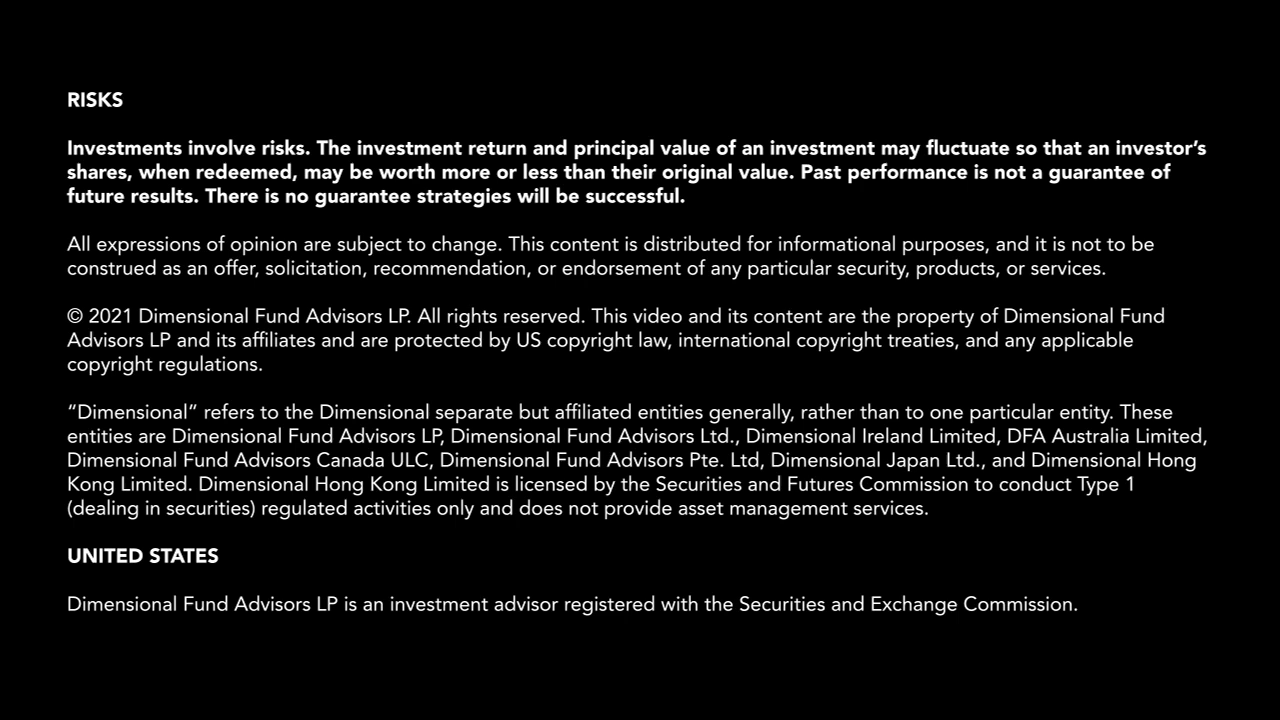 RISKS
Investments involve risks. The investment return and principal value of an investment may fluctuate so that an investor’s
shares, when redeemed, may be worth more or less than their original value. Past performance is not a guarantee of
future results. There is no guarantee strategies will be successful.
All expressions of opinion are subject to change. This content is distributed for informational purposes, and it is not to be
construed as an offer, solicitation, recommendation, or endorsement of any particular security, products, or services.
© 2021 Dimensional Fund Advisors LP. All rights reserved. This video and its content are the property of Dimensional Fund
Advisors LP and its affiliates and are protected by US copyright law, international copyright treaties, and any applicable
copyright regulations.
“Dimensional” refers to the Dimensional separate but affiliated entities generally, rather than to one particular entity. These
entities are Dimensional Fund Advisors LP, Dimensional Fund Advisors Ltd., Dimensional Ireland Limited, DFA Australia Limited,
Dimensional Fund Advisors Canada ULC, Dimensional Fund Advisors Pte. Ltd, Dimensional Japan Ltd., and Dimensional Hong
Kong Limited. Dimensional Hong Kong Limited is licensed by the Securities and Futures Commission to conduct Type 1
(dealing in securities) regulated activities only and does not provide asset management services.
UNITED STATES
Dimensional Fund Advisors LP is an investment advisor registered with the Securities and Exchange Commission.